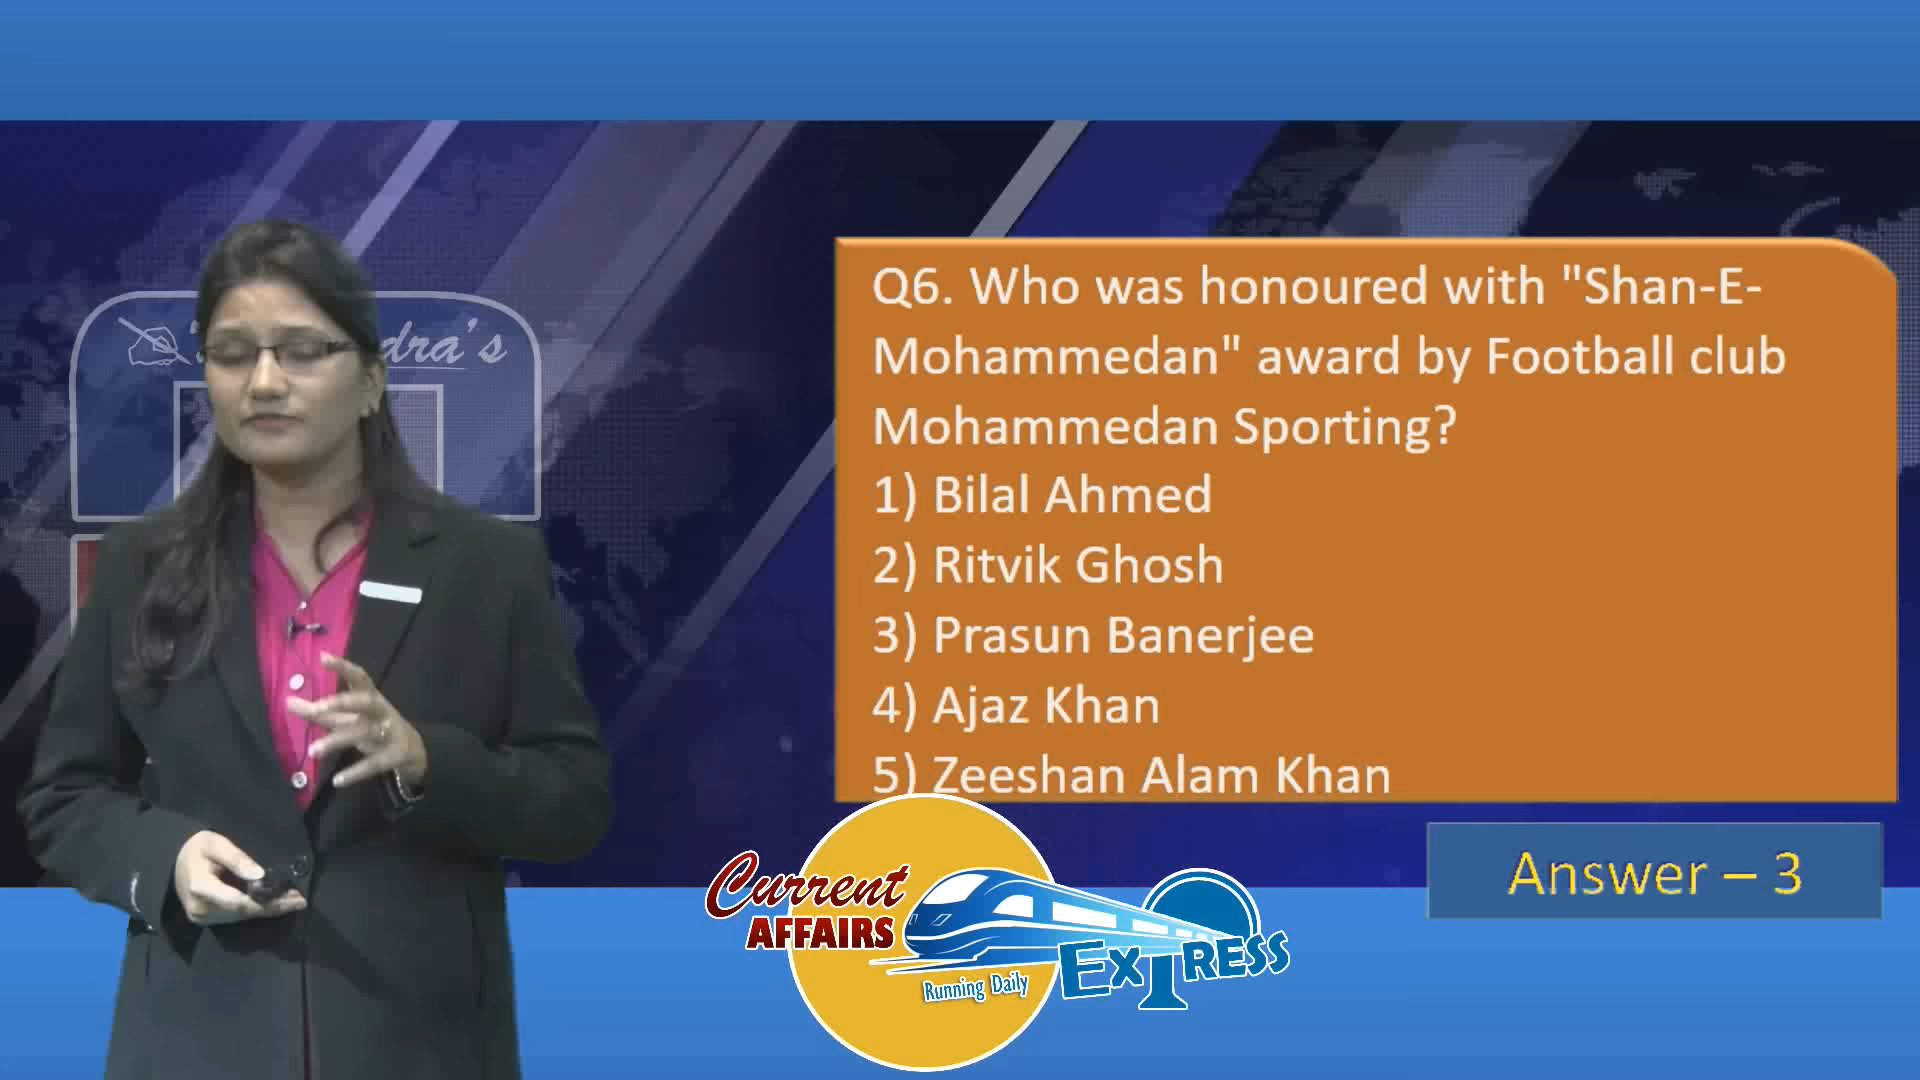 dra's
Q6. Who was honoured with "Shan-E-
Mohammedan" award by Football club
Mohammedan Sporting?
1) Bilal Ahmed
2) Ritvik Ghosh
3) Prasun Banerjee
4) Ajaz Khan
5) Zeeshan Alam Khan
Answer – 3
Current
AFFAIRS
Running Daily
EXPRESS